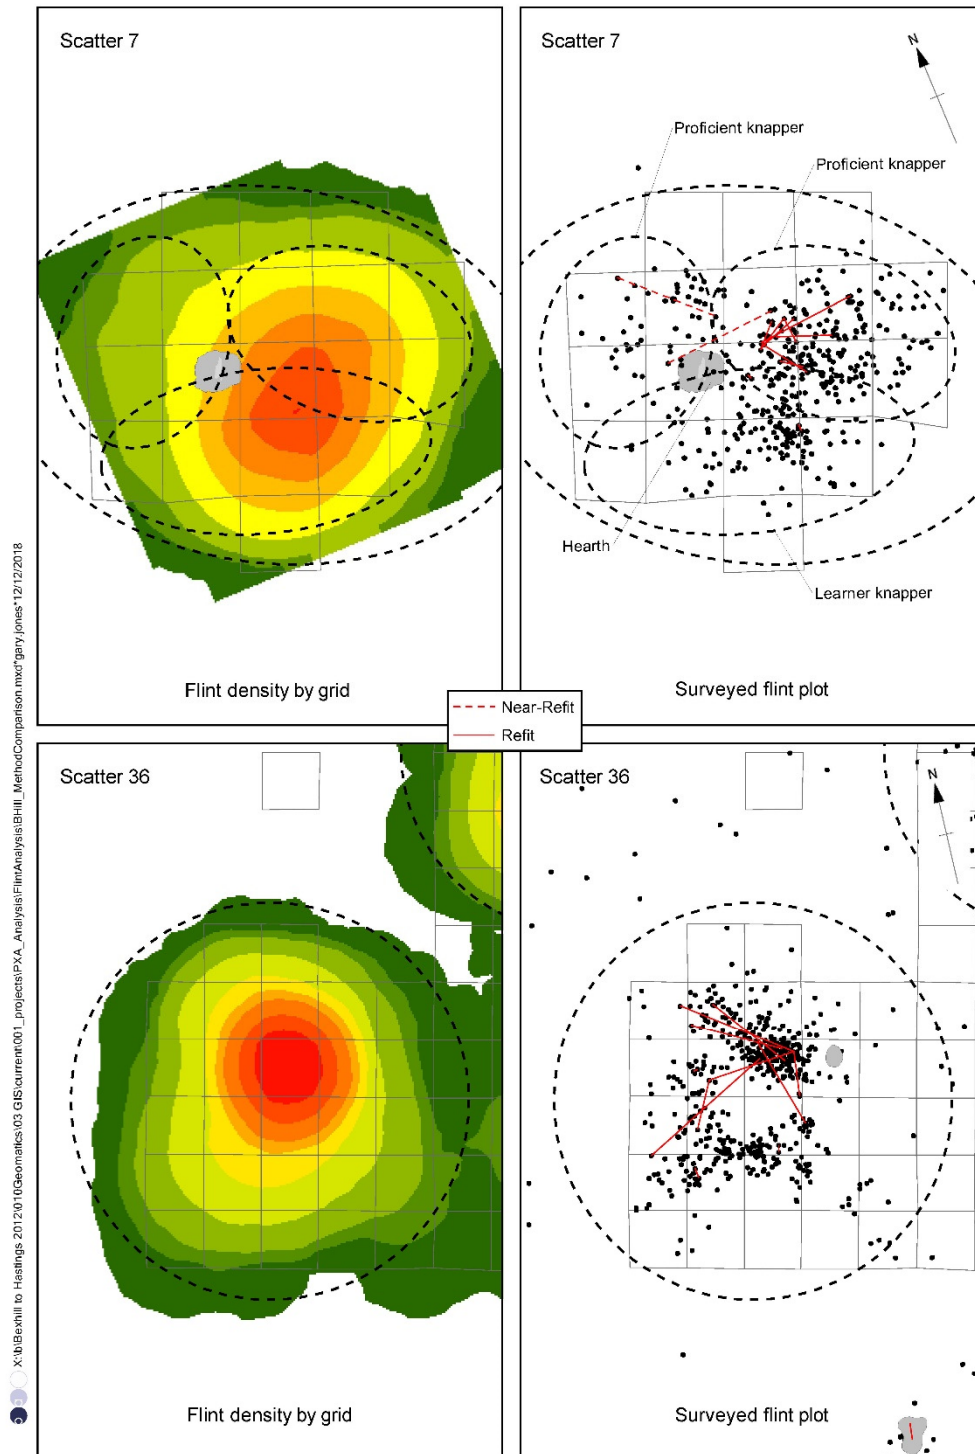 Scatter 7
Flint density by grid
Scatter 7
N
Proficient knapper
Proficient knapper
Hearth
Learner knapper
Surveyed flint plot
Near-Refit
Refit
Scatter 36
Flint density by grid
Scatter 36
N
Surveyed flint plot
X:\b\Bexhill to Hastings 2012\010Geomatics\03 GIS\current\001_projects\PXA_Analysis\FlintAnalysis\BHill_MethodComparison.mxd*gary.jones*12/12/2018